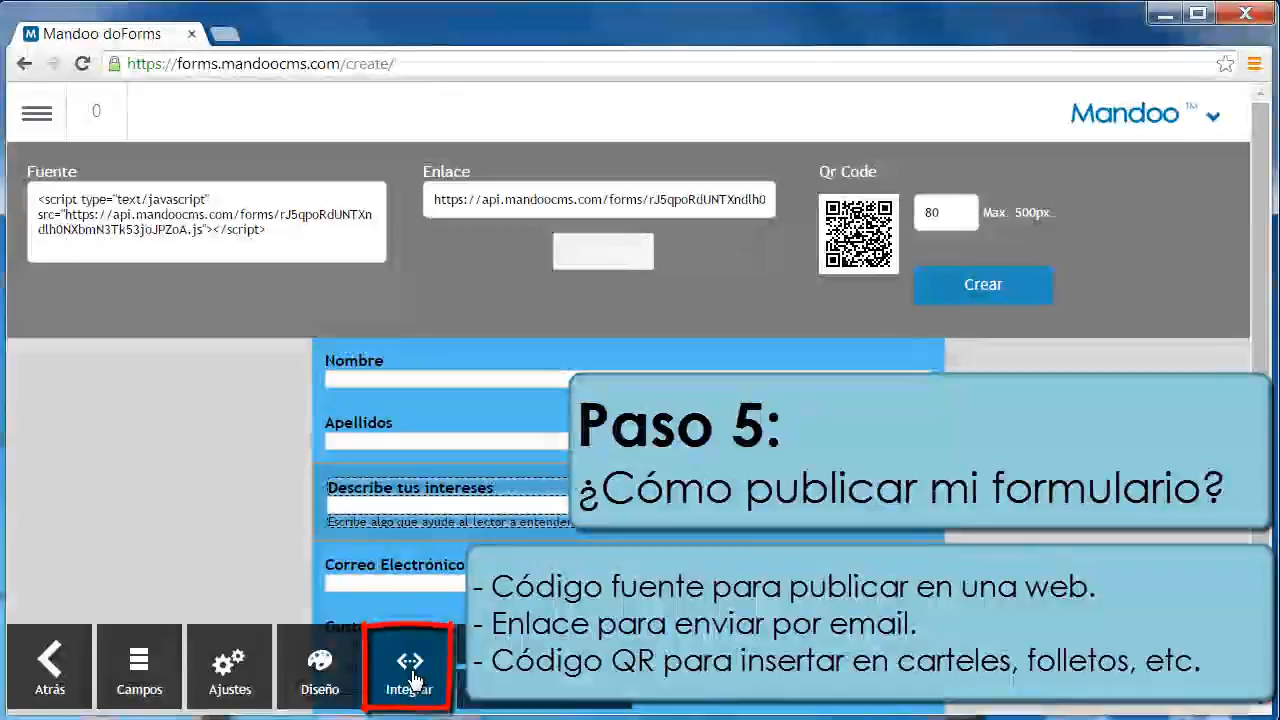 Mandoo doForms
https://forms.mandoocms.com/create/
0
Mandoo™
Fuente
Enlace
Qr Code
<script type="text/javascript"
src="https://api.mandoocms.com/forms/rJ5qpoRdUNTXn
dlh0NXbmN3Tk53joJPZoA.js"></script>
https://api.mandoocms.com/forms/rJ5qpoRdUNTXndlh0
80
Max. 500px.
Crear
Nombre
Apellidos
Describe tus intereses
Escribe algo que ayude al lector a entender
Correo Electrónico
Paso 5:
¿Cómo publicar mi formulario?
- Código fuente para publicar en una web.
- Enlace para enviar por email.
- Código QR para insertar en carteles, folletos, etc.
Atrás
Campos
Ajustes
Diseño
Integrar